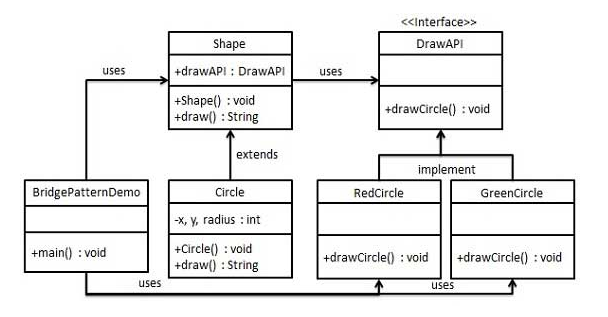 <<Interface>>
Shape
DrawAPI
+drawAPI : DrawAPI
uses
uses
+Shape() : void
+draw() : String
+drawCircle() : void
extends
implement
BridgePatternDemo
Circle
RedCircle
GreenCircle
-x, y, radius : int
+main() : void
+Circle() : void
+draw() : String
+drawCircle() : void
+drawCircle() : void
uses
uses